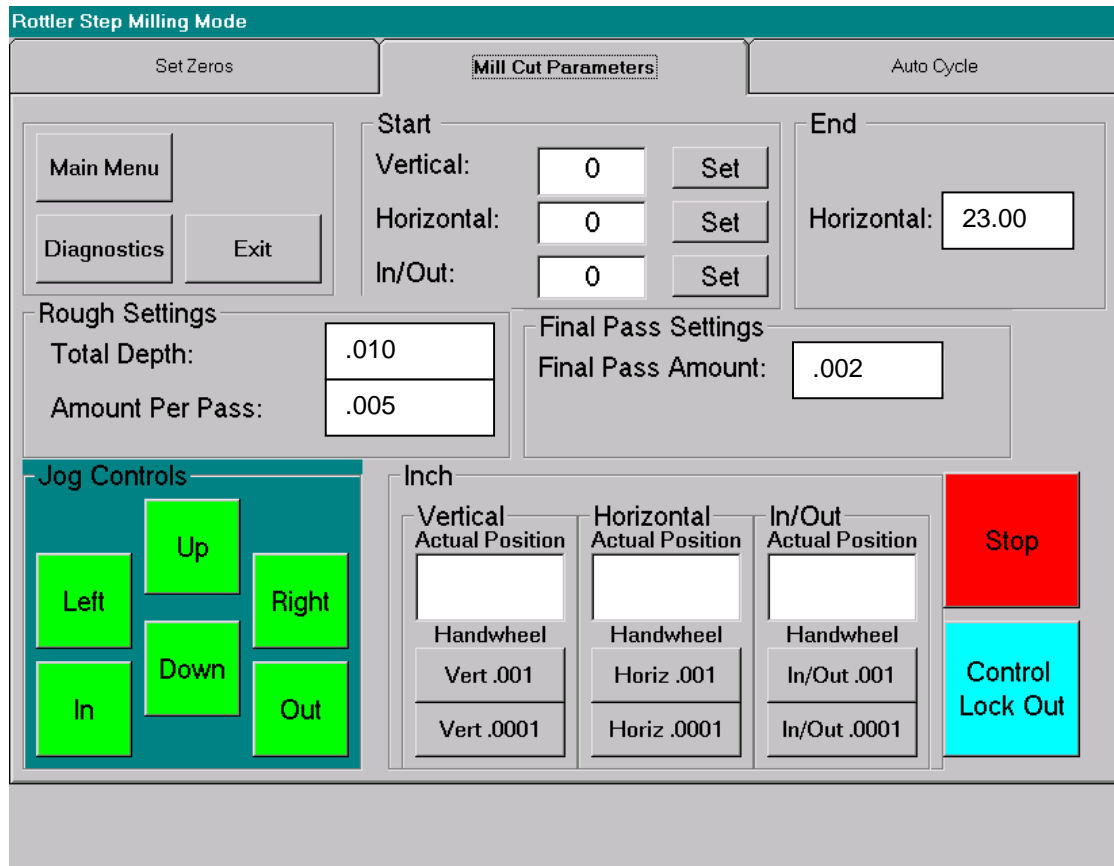 Rottler Step Milling Mode
Set Zeros
Mill Cut Parameters
Auto Cycle
Main Menu
Diagnostics
Exit
Start
Vertical: 0 Set
Horizontal: 0 Set
In/Out: 0 Set
End
Horizontal: 23.00
Rough Settings
Total Depth: .010
Amount Per Pass: .005
Final Pass Settings
Final Pass Amount: .002
Jog Controls
Up
Left
Right
Down
In
Out
Inch
Vertical
Actual Position
Handwheel
Vert .001
Vert .0001
Horizontal
Actual Position
Handwheel
Horiz .001
Horiz .0001
In/Out
Actual Position
Handwheel
In/Out .001
In/Out .0001
Stop
Control
Lock Out